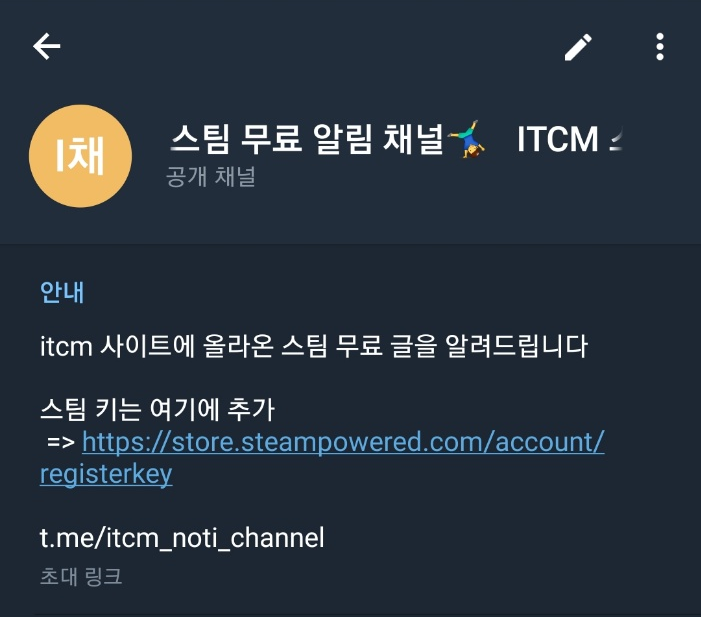 I채
스팀 무료 알림 채널🤸‍♂️ ITCM
공개 채널
안내
itcm 사이트에 올라온 스팀 무료 글을 알려드립니다
스팀 키는 여기에 추가
=> https://store.steampowered.com/account/
registerkey
t.me/itcm_noti_channel
초대 링크